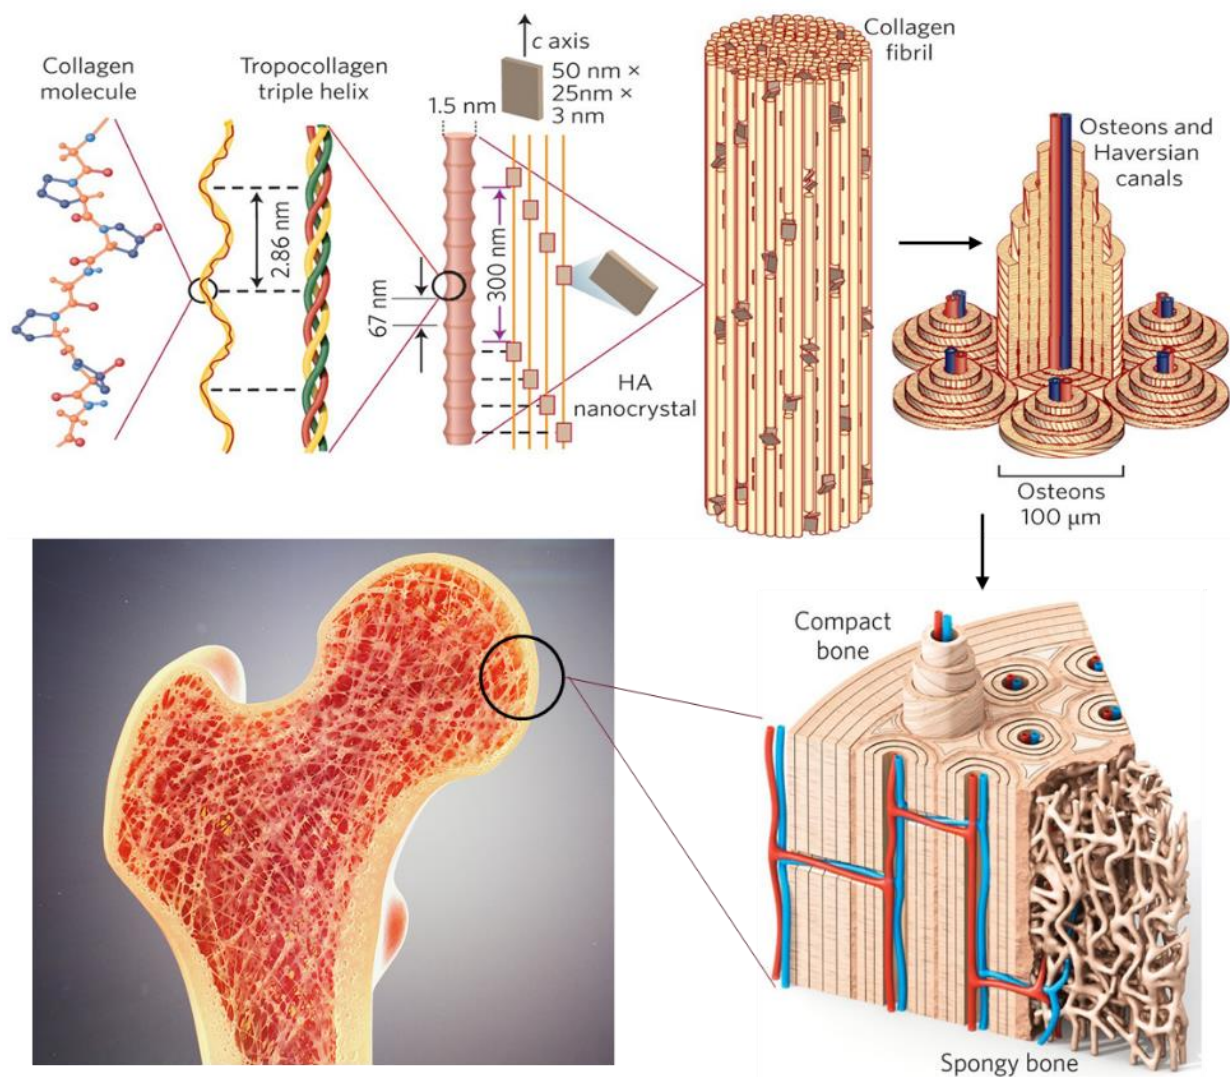 Collagen
molecule
Tropocollagen
triple helix
c axis
50 nm ×
25nm ×
3 nm
1.5 nm
2.86 nm
67 nm
300 nm
HA
nanocrystal
Collagen
fibril
Osteons and
Haversian
canals
Osteons
100 μm
Compact
bone
Spongy bone